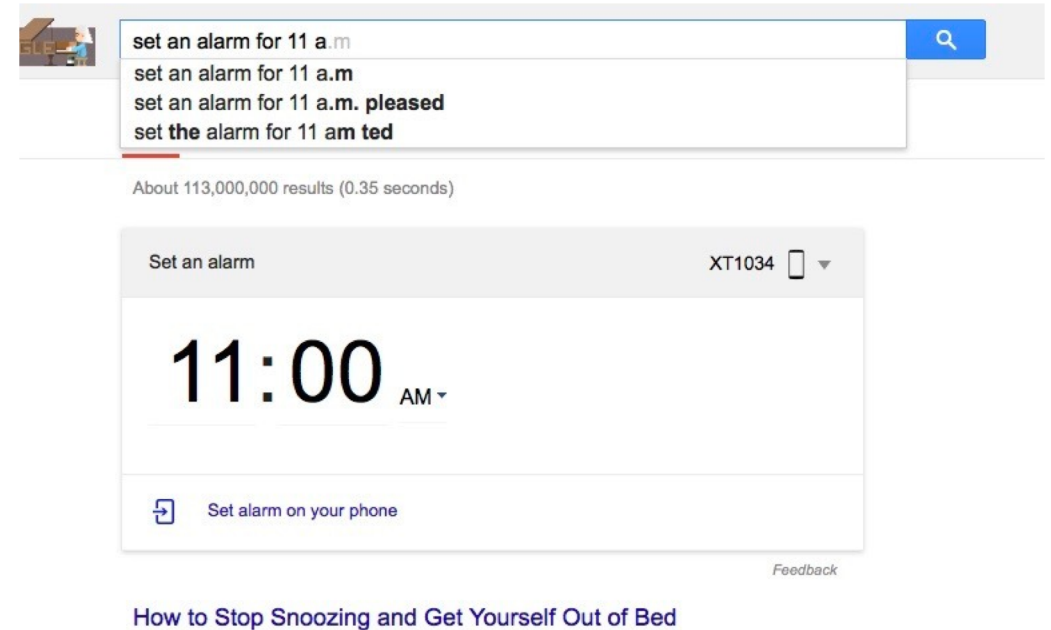 GLE
set an alarm for 11 a.m
set an alarm for 11 a.m
set an alarm for 11 a.m. pleased
set the alarm for 11 am ted
About 113,000,000 results (0.35 seconds)
Set an alarm XT1034
11:00 AM
Set alarm on your phone
Feedback
How to Stop Snoozing and Get Yourself Out of Bed